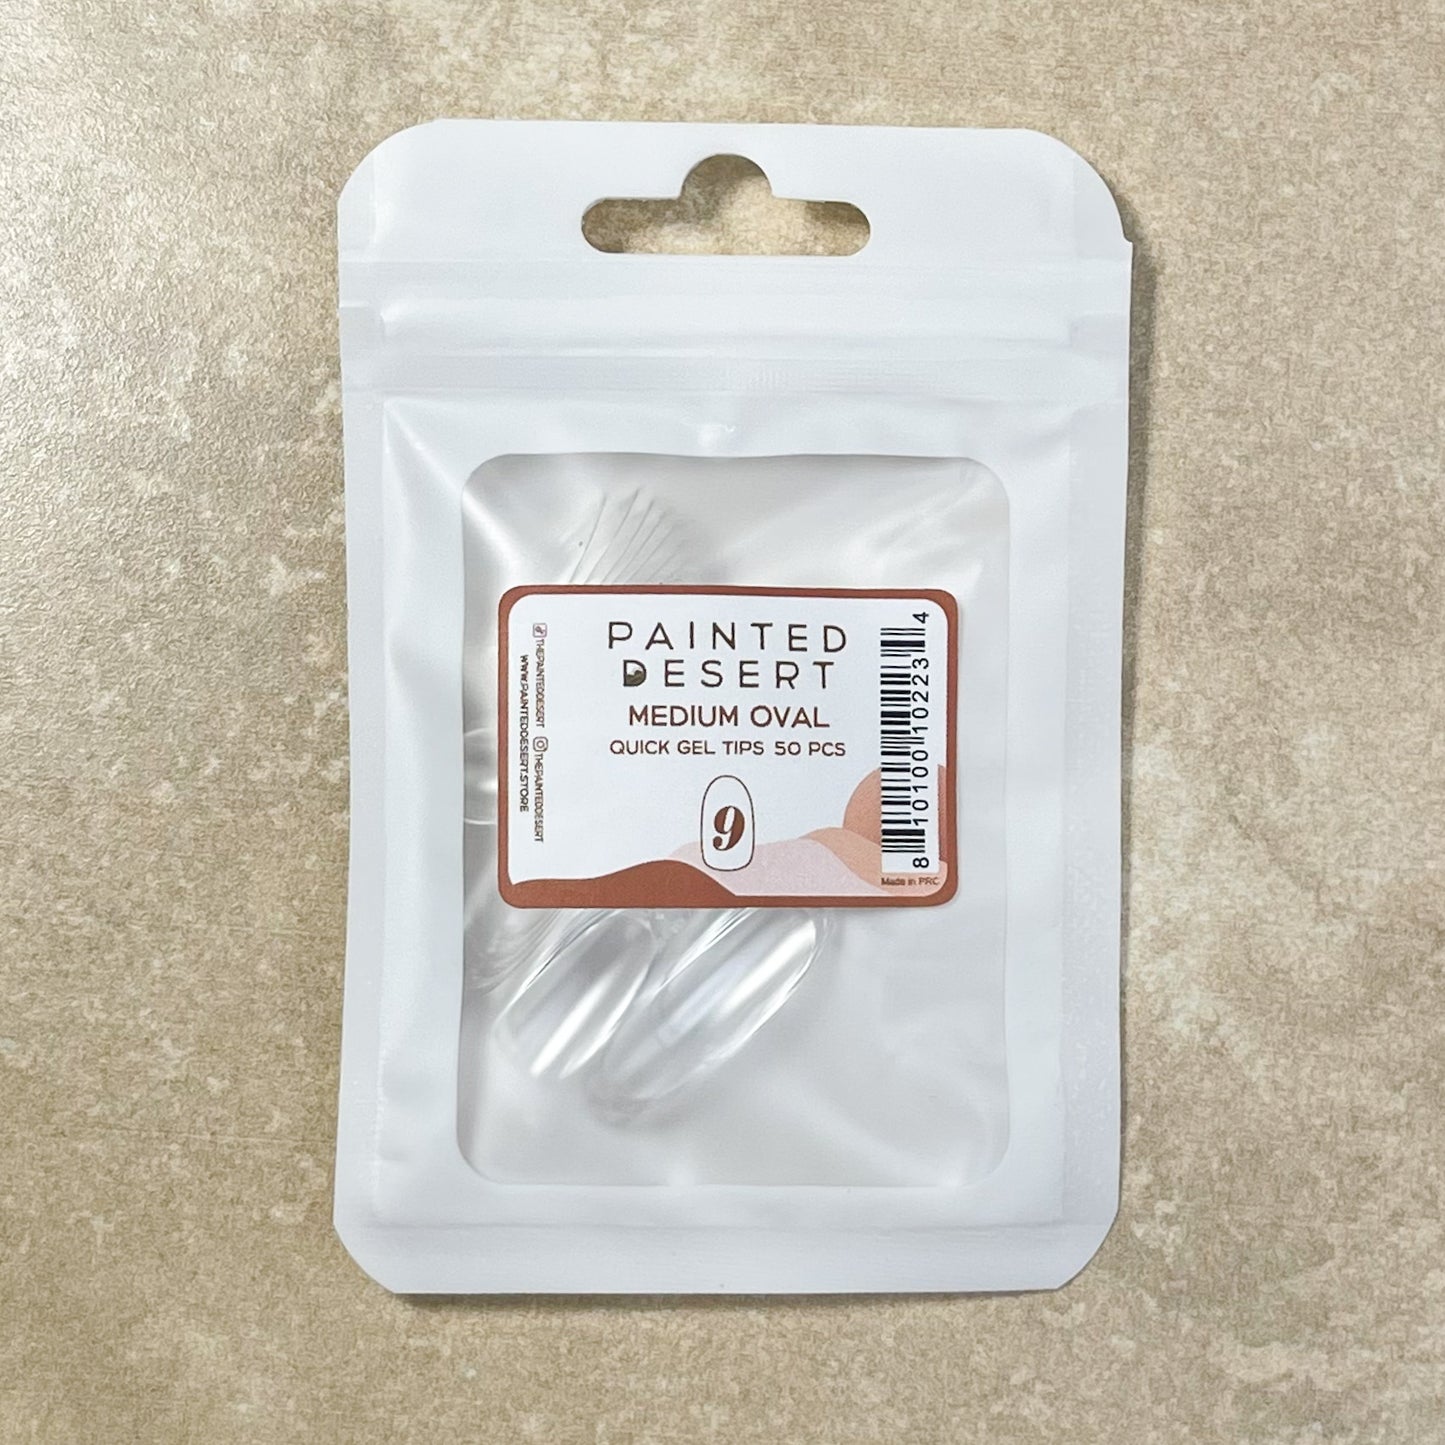 PAINTED
DESERT
MEDIUM OVAL
QUICK GEL TIPS 50 PCS
9
THEPAINTEDDESERT
THEPAINTEDDESERT
WWW.PAINTEDDESERT.STORE
8 10100 10223 4
Made in PRC